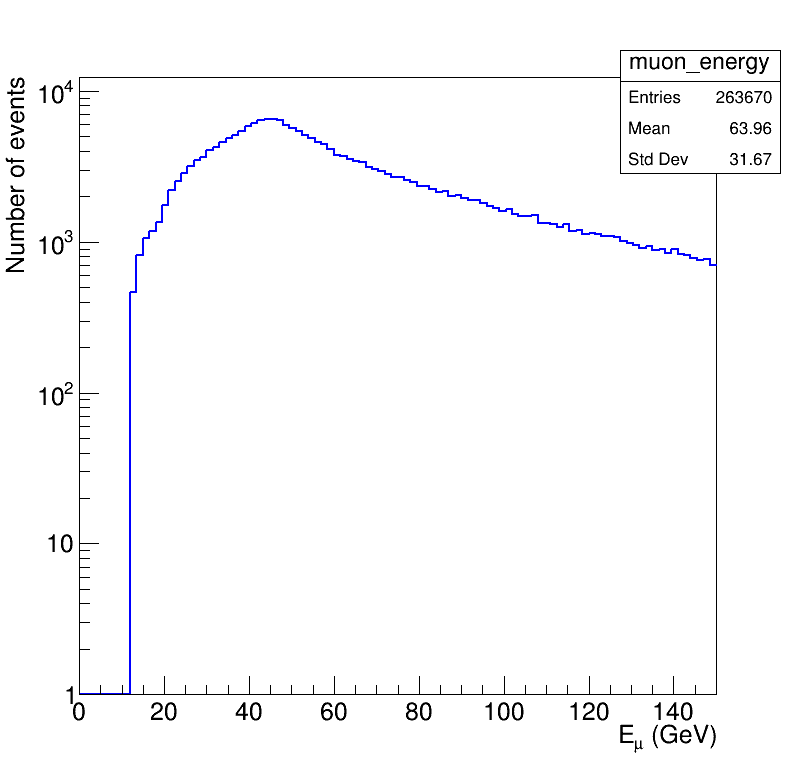 muon_energy
Entries 263670
Mean 63.96
Std Dev 31.67
Number of events
10⁴
10³
10²
10
1
0 20 40 60 80 100 120 140
Eμ (GeV)